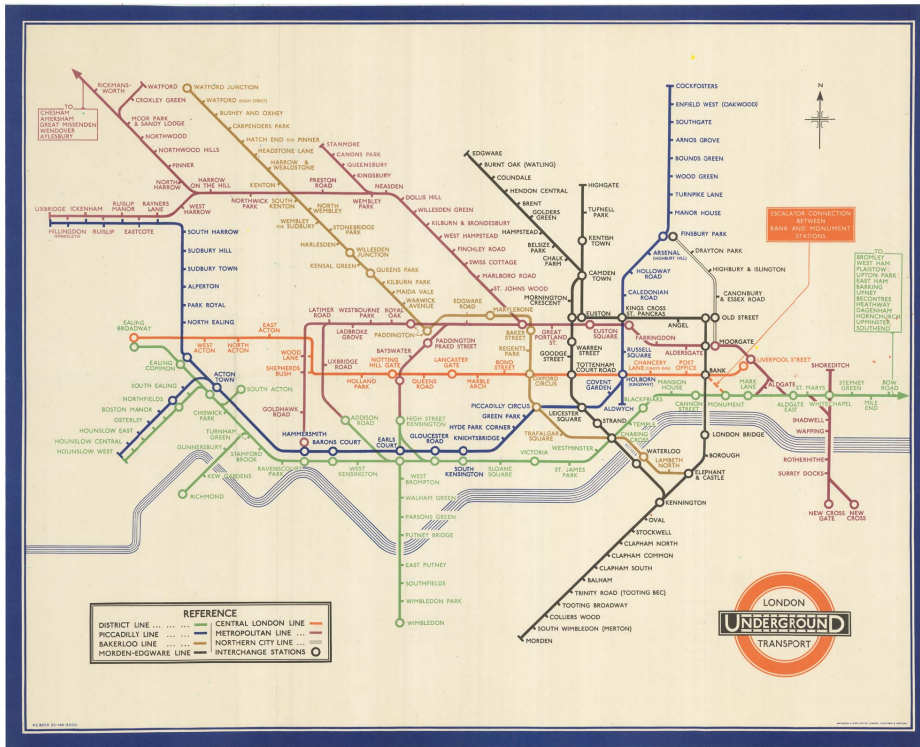 RICKMANS-
WORTH
WATFORD
CROXLEY GREEN
TO
CHESHAM
AMERSHAM
GREAT MISSENDEN
WENDOVER
AYLESBURY
MOOR PARK
& SANDY LODGE
NORTHWOOD
NORTHWOOD HILLS
PINNER
NORTH
HARROW
HARROW
ON THE HILL
WEST
HARROW
RAYNERS
LANE
EASTCOTE
RUISLIP
MANOR
RUISLIP
ICKENHAM
HILLINGDON
(SWAKELEYS)
UXBRIDGE
WATFORD JUNCTION
WATFORD (HIGH STREET)
BUSHEY AND OXHEY
CARPENDERS PARK
HATCH END FOR PINNER
HEADSTONE LANE
HARROW &
WEALDSTONE
KENTON
NORTHWICK
PARK
PRESTON
ROAD
SOUTH
KENTON
NORTH
WEMBLEY
WEMBLEY
FOR SUDBURY
STONEBRIDGE
PARK
HARLESDEN
WILLESDEN
JUNCTION
KENSAL GREEN
QUEENS PARK
KILBURN PARK
MAIDA VALE
WARWICK
AVENUE
PADDINGTON
EDGWARE
ROAD
MARYLEBONE
STANMORE
CANONS PARK
QUEENSBURY
KINGSBURY
WEMBLEY
PARK
NEASDEN
DOLLIS HILL
WILLESDEN GREEN
KILBURN & BRONDESBURY
WEST HAMPSTEAD
FINCHLEY ROAD
SWISS COTTAGE
MARLBORO ROAD
ST. JOHNS WOOD
EDGWARE
BURNT OAK (WATLING)
COLINDALE
HENDON CENTRAL
BRENT
GOLDERS
GREEN
HAMPSTEAD
BELSIZE
PARK
CHALK
FARM
HIGHGATE
TUFNELL
PARK
KENTISH
TOWN
CAMDEN
TOWN
MORNINGTON
CRESCENT
COCKFOSTERS
ENFIELD WEST (OAKWOOD)
SOUTHGATE
ARNOS GROVE
BOUNDS GREEN
WOOD GREEN
TURNPIKE LANE
MANOR HOUSE
FINSBURY PARK
ARSENAL
(HIGHBURY HILL)
HOLLOWAY
ROAD
CALEDONIAN
ROAD
DRAYTON PARK
HIGHBURY & ISLINGTON
CANONBURY
& ESSEX ROAD
OLD STREET
N
ESCALATOR CONNECTION
BETWEEN
BANK AND MONUMENT
STATIONS
TO
BROMLEY
WEST HAM
PLAISTOW
UPTON PARK
EAST HAM
BARKING
UPNEY
BECONTREE
HEATHWAY
DAGENHAM
HORNCHURCH
UPMINSTER
SOUTHEND
SOUTH HARROW
SUDBURY HILL
SUDBURY TOWN
ALPERTON
PARK ROYAL
NORTH EALING
EALING
BROADWAY
EALING
COMMON
WEST
ACTON
NORTH
ACTON
EAST
ACTON
WOOD
LANE
SHEPHERDS
BUSH
HOLLAND
PARK
NOTTING
HILL GATE
QUEENS
ROAD
LANCASTER
GATE
MARBLE
ARCH
BOND
STREET
OXFORD
CIRCUS
TOTTENHAM
COURT ROAD
HOLBORN
(KINGSWAY)
CHANCERY
LANE (GRAYS INN)
POST
OFFICE
BANK
LIVERPOOL STREET
LATIMER
ROAD
LADBROKE
GROVE
WESTBOURNE
PARK
ROYAL
OAK
BAYSWATER
PADDINGTON
PRAED STREET
UXBRIDGE
ROAD
ADDISON
ROAD
GOLDHAWK
ROAD
HAMMERSMITH
HIGH STREET
KENSINGTON
BAKER
STREET
REGENTS
PARK
GREAT
PORTLAND
ST.
EUSTON
EUSTON
SQUARE
KINGS CROSS
ST. PANCRAS
ANGEL
FARRINGDON
ALDERSGATE
MOORGATE
WARREN
STREET
GOODGE
STREET
RUSSELL
SQUARE
COVENT
GARDEN
LEICESTER
SQUARE
ALDWYCH
STRAND
PICCADILLY CIRCUS
GREEN PARK
HYDE PARK CORNER
KNIGHTSBRIDGE
TRAFALGAR
SQUARE
CHARING
CROSS
TEMPLE
BLACKFRIARS
MANSION
HOUSE
CANNON
STREET
MONUMENT
MARK
LANE
ALDGATE
ALDGATE
EAST
ST. MARYS
WHITECHAPEL
STEPNEY
GREEN
MILE
END
BOW
ROAD
SHOREDITCH
SHADWELL
WAPPING
ROTHERHITHE
SURREY DOCKS
NEW CROSS
GATE
NEW
CROSS
LONDON BRIDGE
BOROUGH
ELEPHANT
& CASTLE
WATERLOO
LAMBETH
NORTH
KENNINGTON
OVAL
STOCKWELL
CLAPHAM NORTH
CLAPHAM COMMON
CLAPHAM SOUTH
BALHAM
TRINITY ROAD (TOOTING BEC)
TOOTING BROADWAY
COLLIERS WOOD
SOUTH WIMBLEDON (MERTON)
MORDEN
SOUTH EALING
NORTHFIELDS
BOSTON MANOR
OSTERLEY
HOUNSLOW EAST
HOUNSLOW CENTRAL
HOUNSLOW WEST
ACTON
TOWN
SOUTH ACTON
CHISWICK
PARK
TURNHAM
GREEN
GUNNERSBURY
KEW GARDENS
RICHMOND
STAMFORD
BROOK
RAVENSCOURT
PARK
BARONS COURT
WEST
KENSINGTON
EARLS
COURT
GLOUCESTER
ROAD
SOUTH
KENSINGTON
SLOANE
SQUARE
VICTORIA
ST. JAMES
PARK
WESTMINSTER
WEST
BROMPTON
WALHAM GREEN
PARSONS GREEN
PUTNEY BRIDGE
EAST PUTNEY
SOUTHFIELDS
WIMBLEDON PARK
WIMBLEDON
REFERENCE
DISTRICT LINE
PICCADILLY LINE
BAKERLOO LINE
MORDEN-EDGWARE LINE
CENTRAL LONDON LINE
METROPOLITAN LINE
NORTHERN CITY LINE
INTERCHANGE STATIONS
LONDON
UNDERGROUND
TRANSPORT